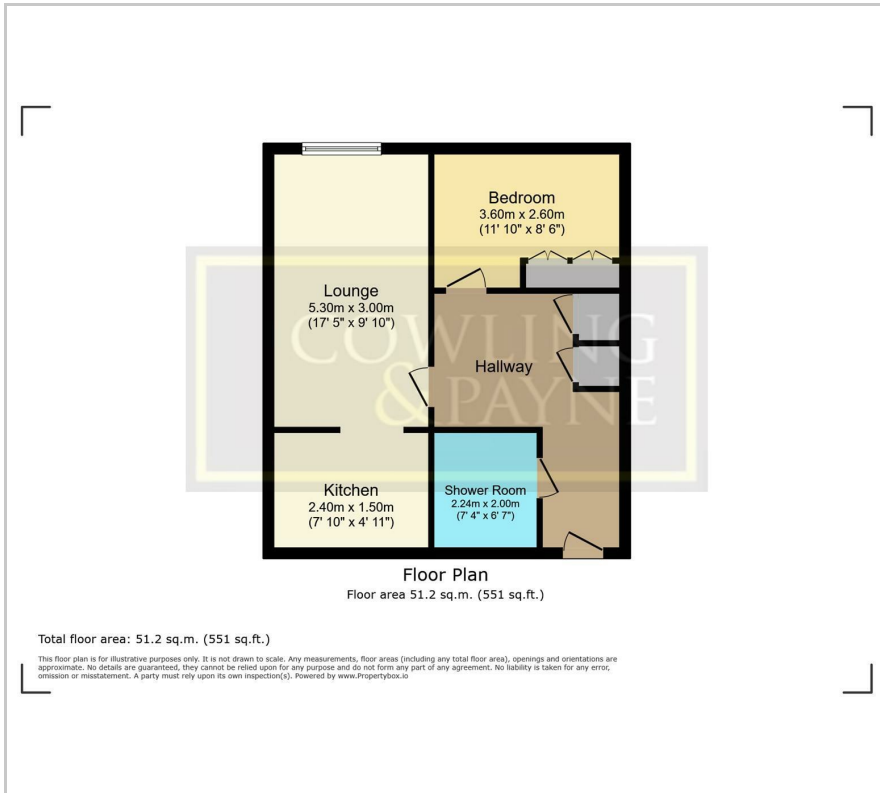 Bedroom
3.60m x 2.60m
(11' 10" x 8' 6")
Lounge
5.30m x 3.00m
(17' 5" x 9' 10")
COWLING
& PAYNE
Hallway
Kitchen
2.40m x 1.50m
(7' 10" x 4' 11")
Shower Room
2.24m x 2.00m
(7' 4" x 6' 7")
Floor Plan
Floor area 51.2 sq.m. (551 sq.ft.)
Total floor area: 51.2 sq.m. (551 sq.ft.)
This floor plan is for illustrative purposes only. It is not drawn to scale. Any measurements, floor areas (including any total floor area), openings and orientations are
approximate. No details are guaranteed, they cannot be relied upon for any purpose and do not form any part of any agreement. No liability is taken for any error,
omission or misstatement. A party must rely upon its own inspection(s). Powered by www.Propertybox.io